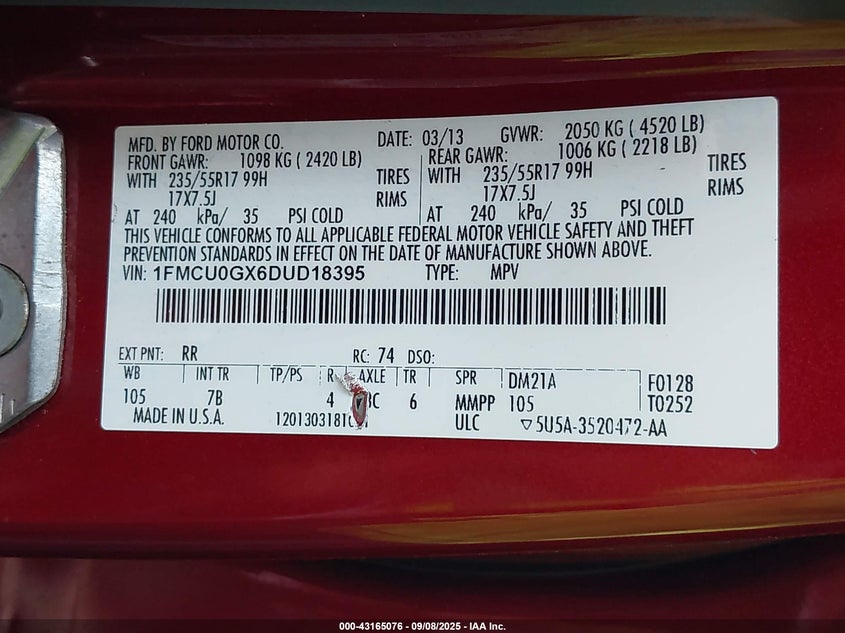 MFD. BY FORD MOTOR CO. DATE: 03/13 GVWR: 2050 KG ( 4520 LB)
FRONT GAWR: 1098 KG ( 2420 LB) REAR GAWR: 1006 KG ( 2218 LB)
WITH 235/55R17 99H TIRES WITH 235/55R17 99H TIRES
17X7.5J RIMS 17X7.5J RIMS
AT 240 kPa/ 35 PSI COLD AT 240 kPa/ 35 PSI COLD
THIS VEHICLE CONFORMS TO ALL APPLICABLE FEDERAL MOTOR VEHICLE SAFETY AND THEFT
PREVENTION STANDARDS IN EFFECT ON THE DATE OF MANUFACTURE SHOWN ABOVE.
VIN: 1FMCU0GX6DUD18395 TYPE: MPV
EXT PNT: RR RC: 74 DSO:
WB INT TR TP/PS R AXLE TR SPR DM21A F0128
105 7B 4 C 6 MMPP 105 T0252
MADE IN U.S.A. ULC ▽5U5A-3520472-AA
000-43165076 - 09/08/2025 - IAA Inc.